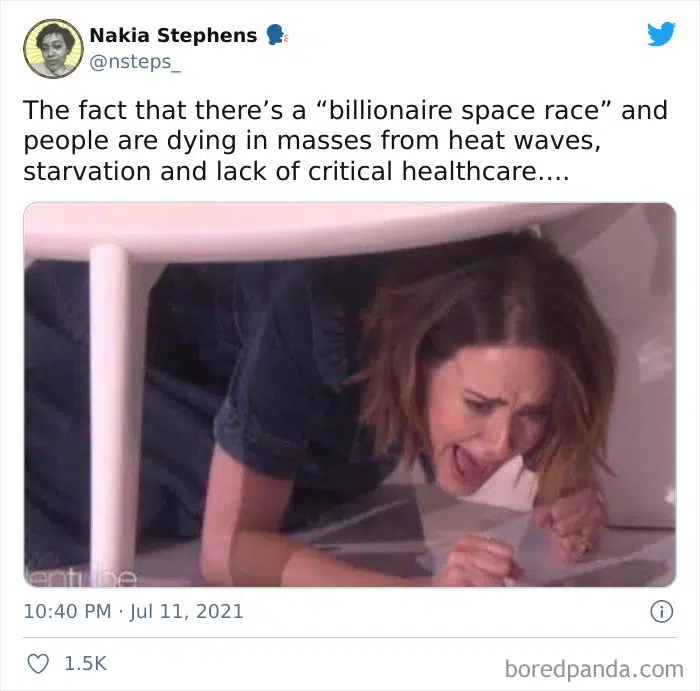 Nakia Stephens
@nsteps_
The fact that there’s a “billionaire space race” and
people are dying in masses from heat waves,
starvation and lack of critical healthcare....
10:40 PM · Jul 11, 2021
1.5K
boredpanda.com